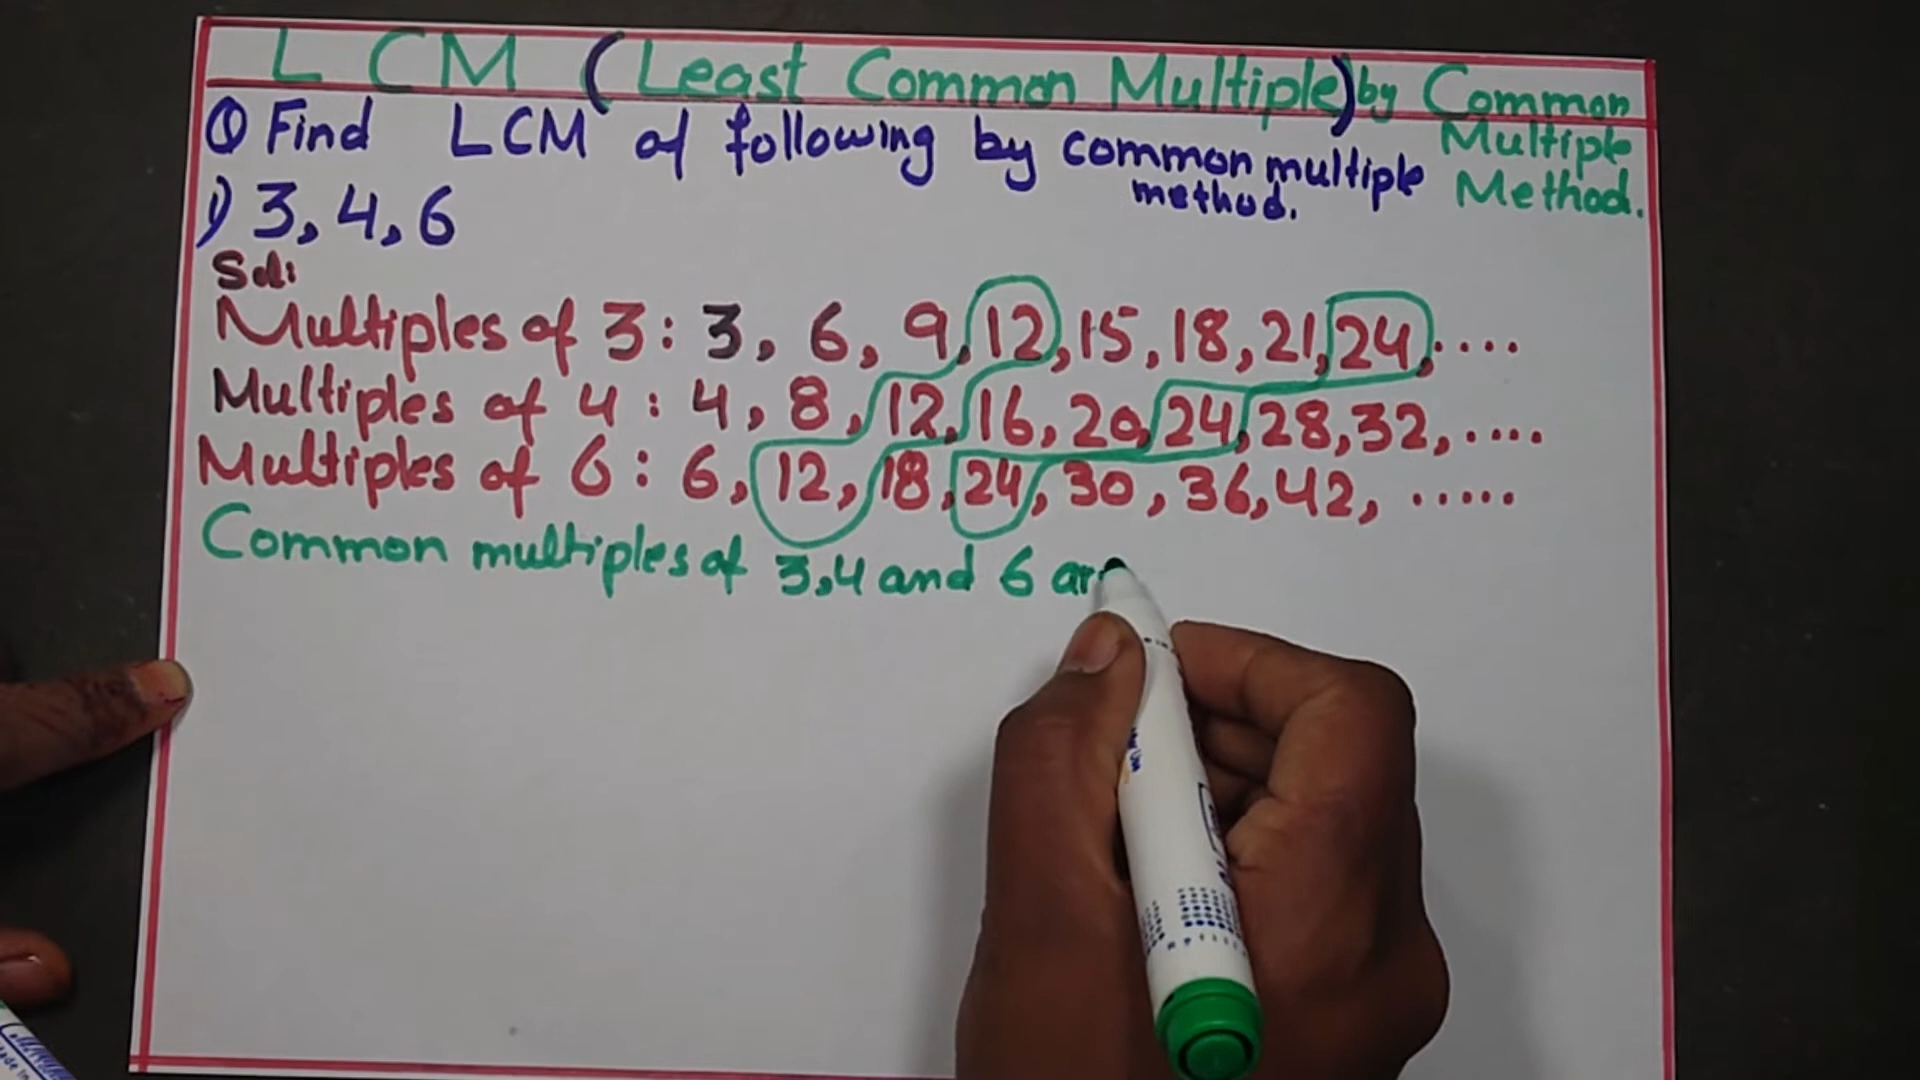 LCM (Least Common Multiple) by Common Multiple Method.
Q Find LCM of following by common multiple method.
1) 3, 4, 6
Sol:
Multiples of 3: 3, 6, 9, 12, 15, 18, 21, 24, ....
Multiples of 4: 4, 8, 12, 16, 20, 24, 28, 32, ....
Multiples of 6: 6, 12, 18, 24, 30, 36, 42, .....
Common multiples of 3,4 and 6 ar